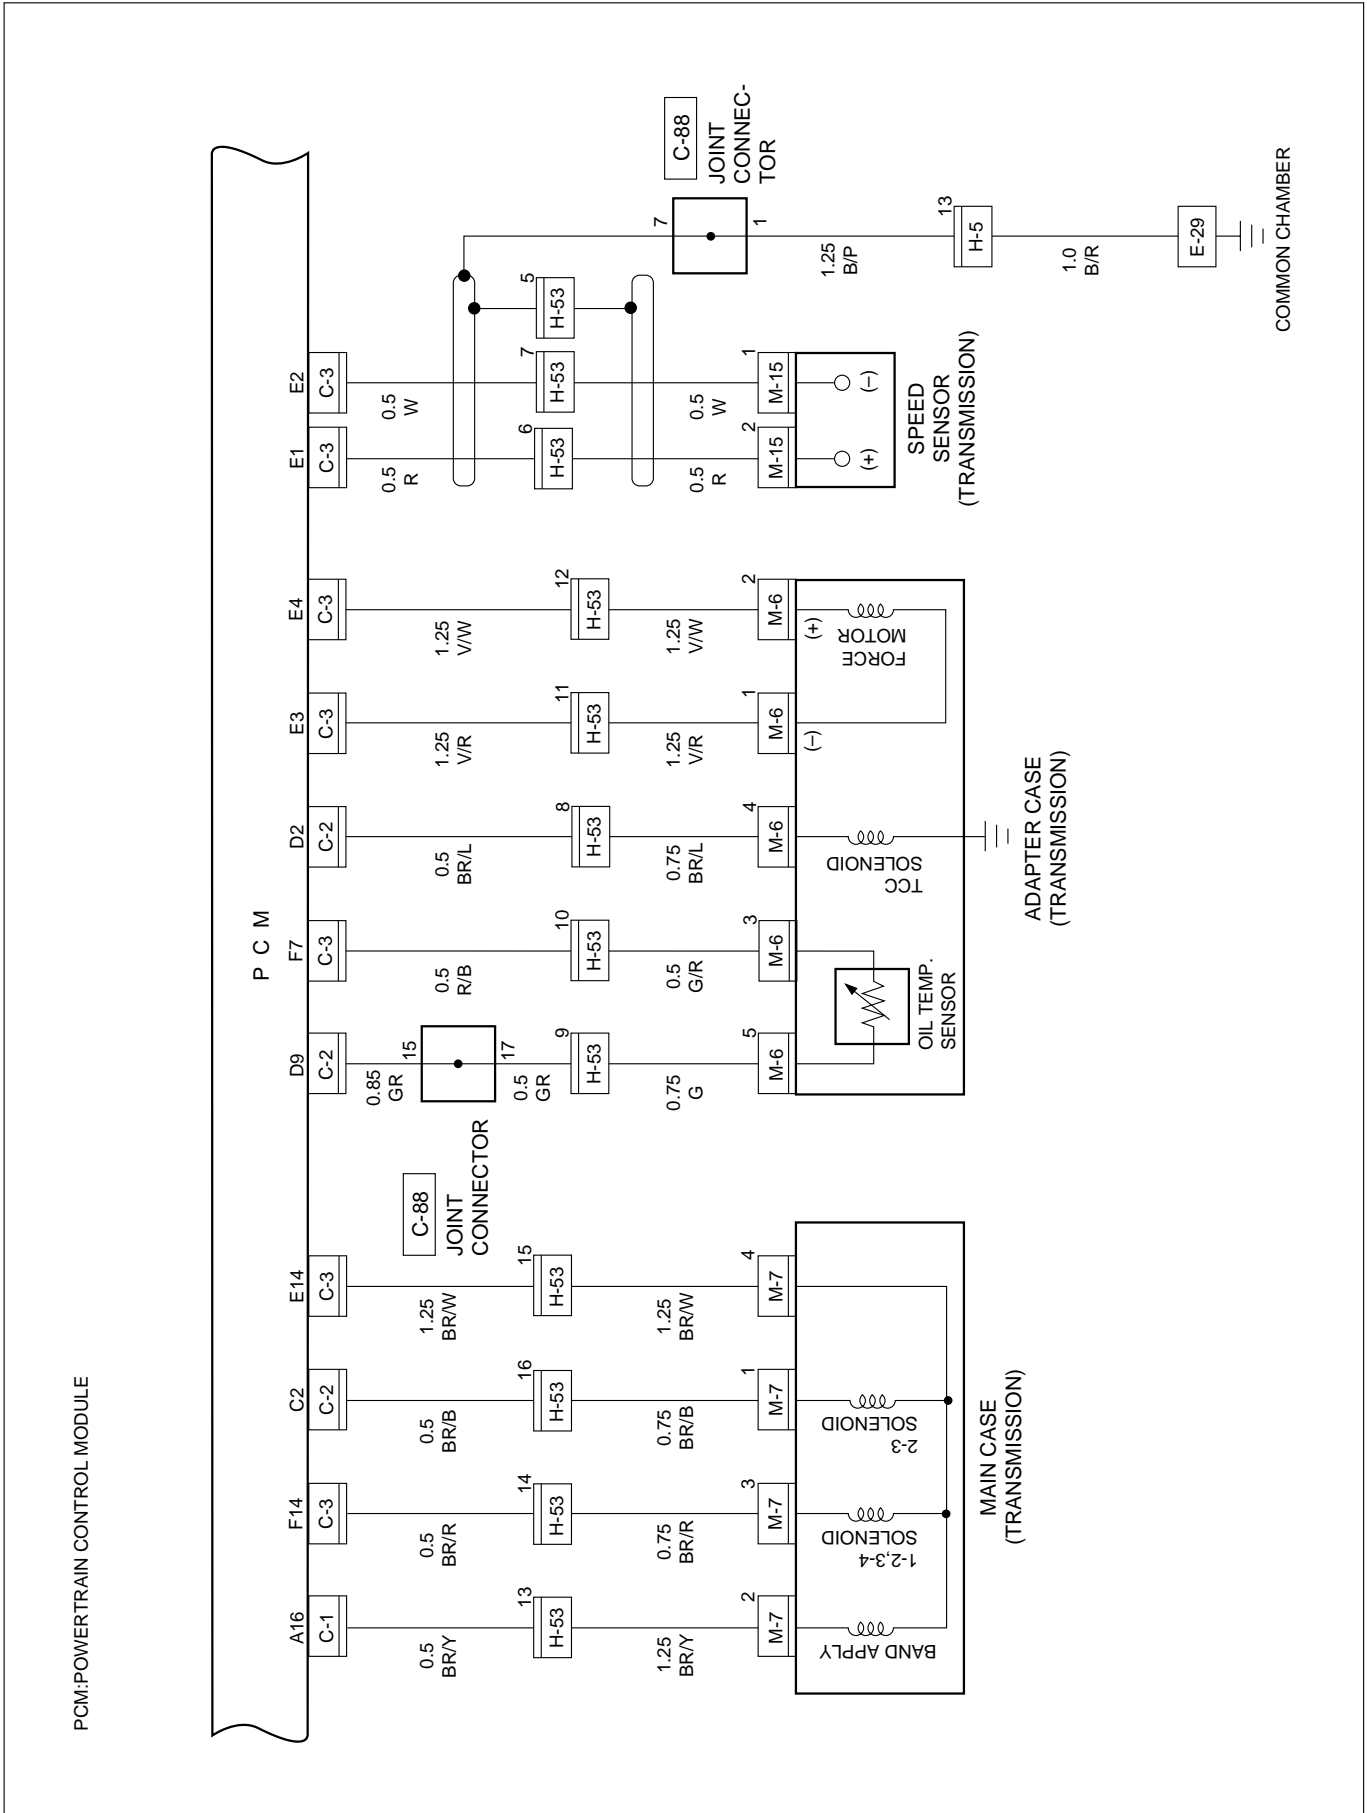 PCM:POWERTRAIN CONTROL MODULE
P C M
A16
F14
C2
E14
D9
F7
D2
E3
E4
E1
E2
C-1
C-3
C-2
C-3
C-2
C-3
C-2
C-3
C-3
C-3
C-3
0.5
BR/Y
0.5
BR/R
0.5
BR/B
1.25
BR/W
0.85
GR
0.5
R/B
0.5
BR/L
1.25
V/R
1.25
V/W
0.5
R
0.5
W
C-88
JOINT
CONNECTOR
15
17
0.5
GR
13
H-53
14
H-53
16
H-53
15
H-53
9
H-53
10
H-53
8
H-53
11
H-53
12
H-53
6
H-53
7
H-53
5
H-53
1.25
BR/Y
0.75
BR/R
0.75
BR/B
1.25
BR/W
0.75
G
0.5
G/R
0.75
BR/L
1.25
V/R
1.25
V/W
0.5
R
0.5
W
C-88
JOINT
CONNEC-
TOR
7
1
1.25
B/P
2
M-7
3
M-7
1
M-7
4
M-7
5
M-6
3
M-6
4
M-6
1
M-6
2
M-6
2
M-15
1
M-15
BAND APPLY
1-2,3-4
SOLENOID
2-3
SOLENOID
OIL TEMP.
SENSOR
TCC
SOLENOID
(–)
(+)
FORCE
MOTOR
(+)
(–)
MAIN CASE
(TRANSMISSION)
ADAPTER CASE
(TRANSMISSION)
SPEED
SENSOR
(TRANSMISSION)
13
H-5
1.0
B/R
E-29
COMMON CHAMBER